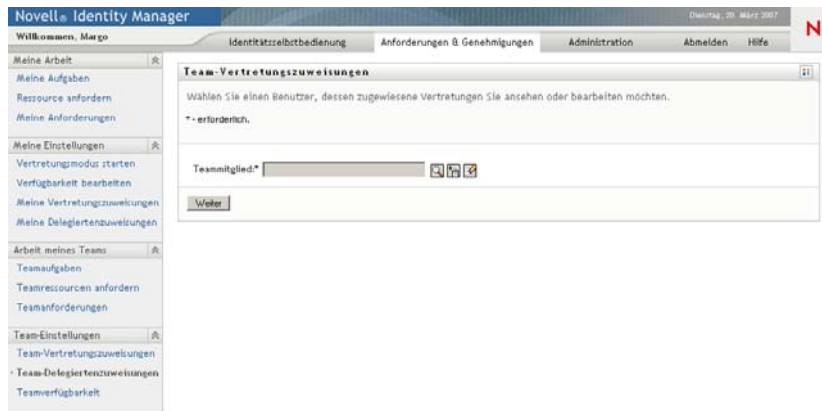 Novell® Identity Manager
Dienstag, 20. März 2007
N
Willkommen, Margo
Identitätsselbstbedienung
Anforderungen & Genehmigungen
Administration
Abmelden
Hilfe
Meine Arbeit
Meine Aufgaben
Ressource anfordern
Meine Anforderungen
Meine Einstellungen
Vertretungsmodus starten
Verfügbarkeit bearbeiten
Meine Vertretungszuweisungen
Meine Delegiertenzuweisungen
Arbeit meines Teams
Teamaufgaben
Teamressourcen anfordern
Teamanforderungen
Team-Einstellungen
Team-Vertretungszuweisungen
Team-Delegiertenzuweisungen
Teamverfügbarkeit
Team-Vertretungszuweisungen
Wählen Sie einen Benutzer, dessen zugewiesene Vertretungen Sie ansehen oder bearbeiten möchten.
* - erforderlich.
Teammitglied:*
Weiter